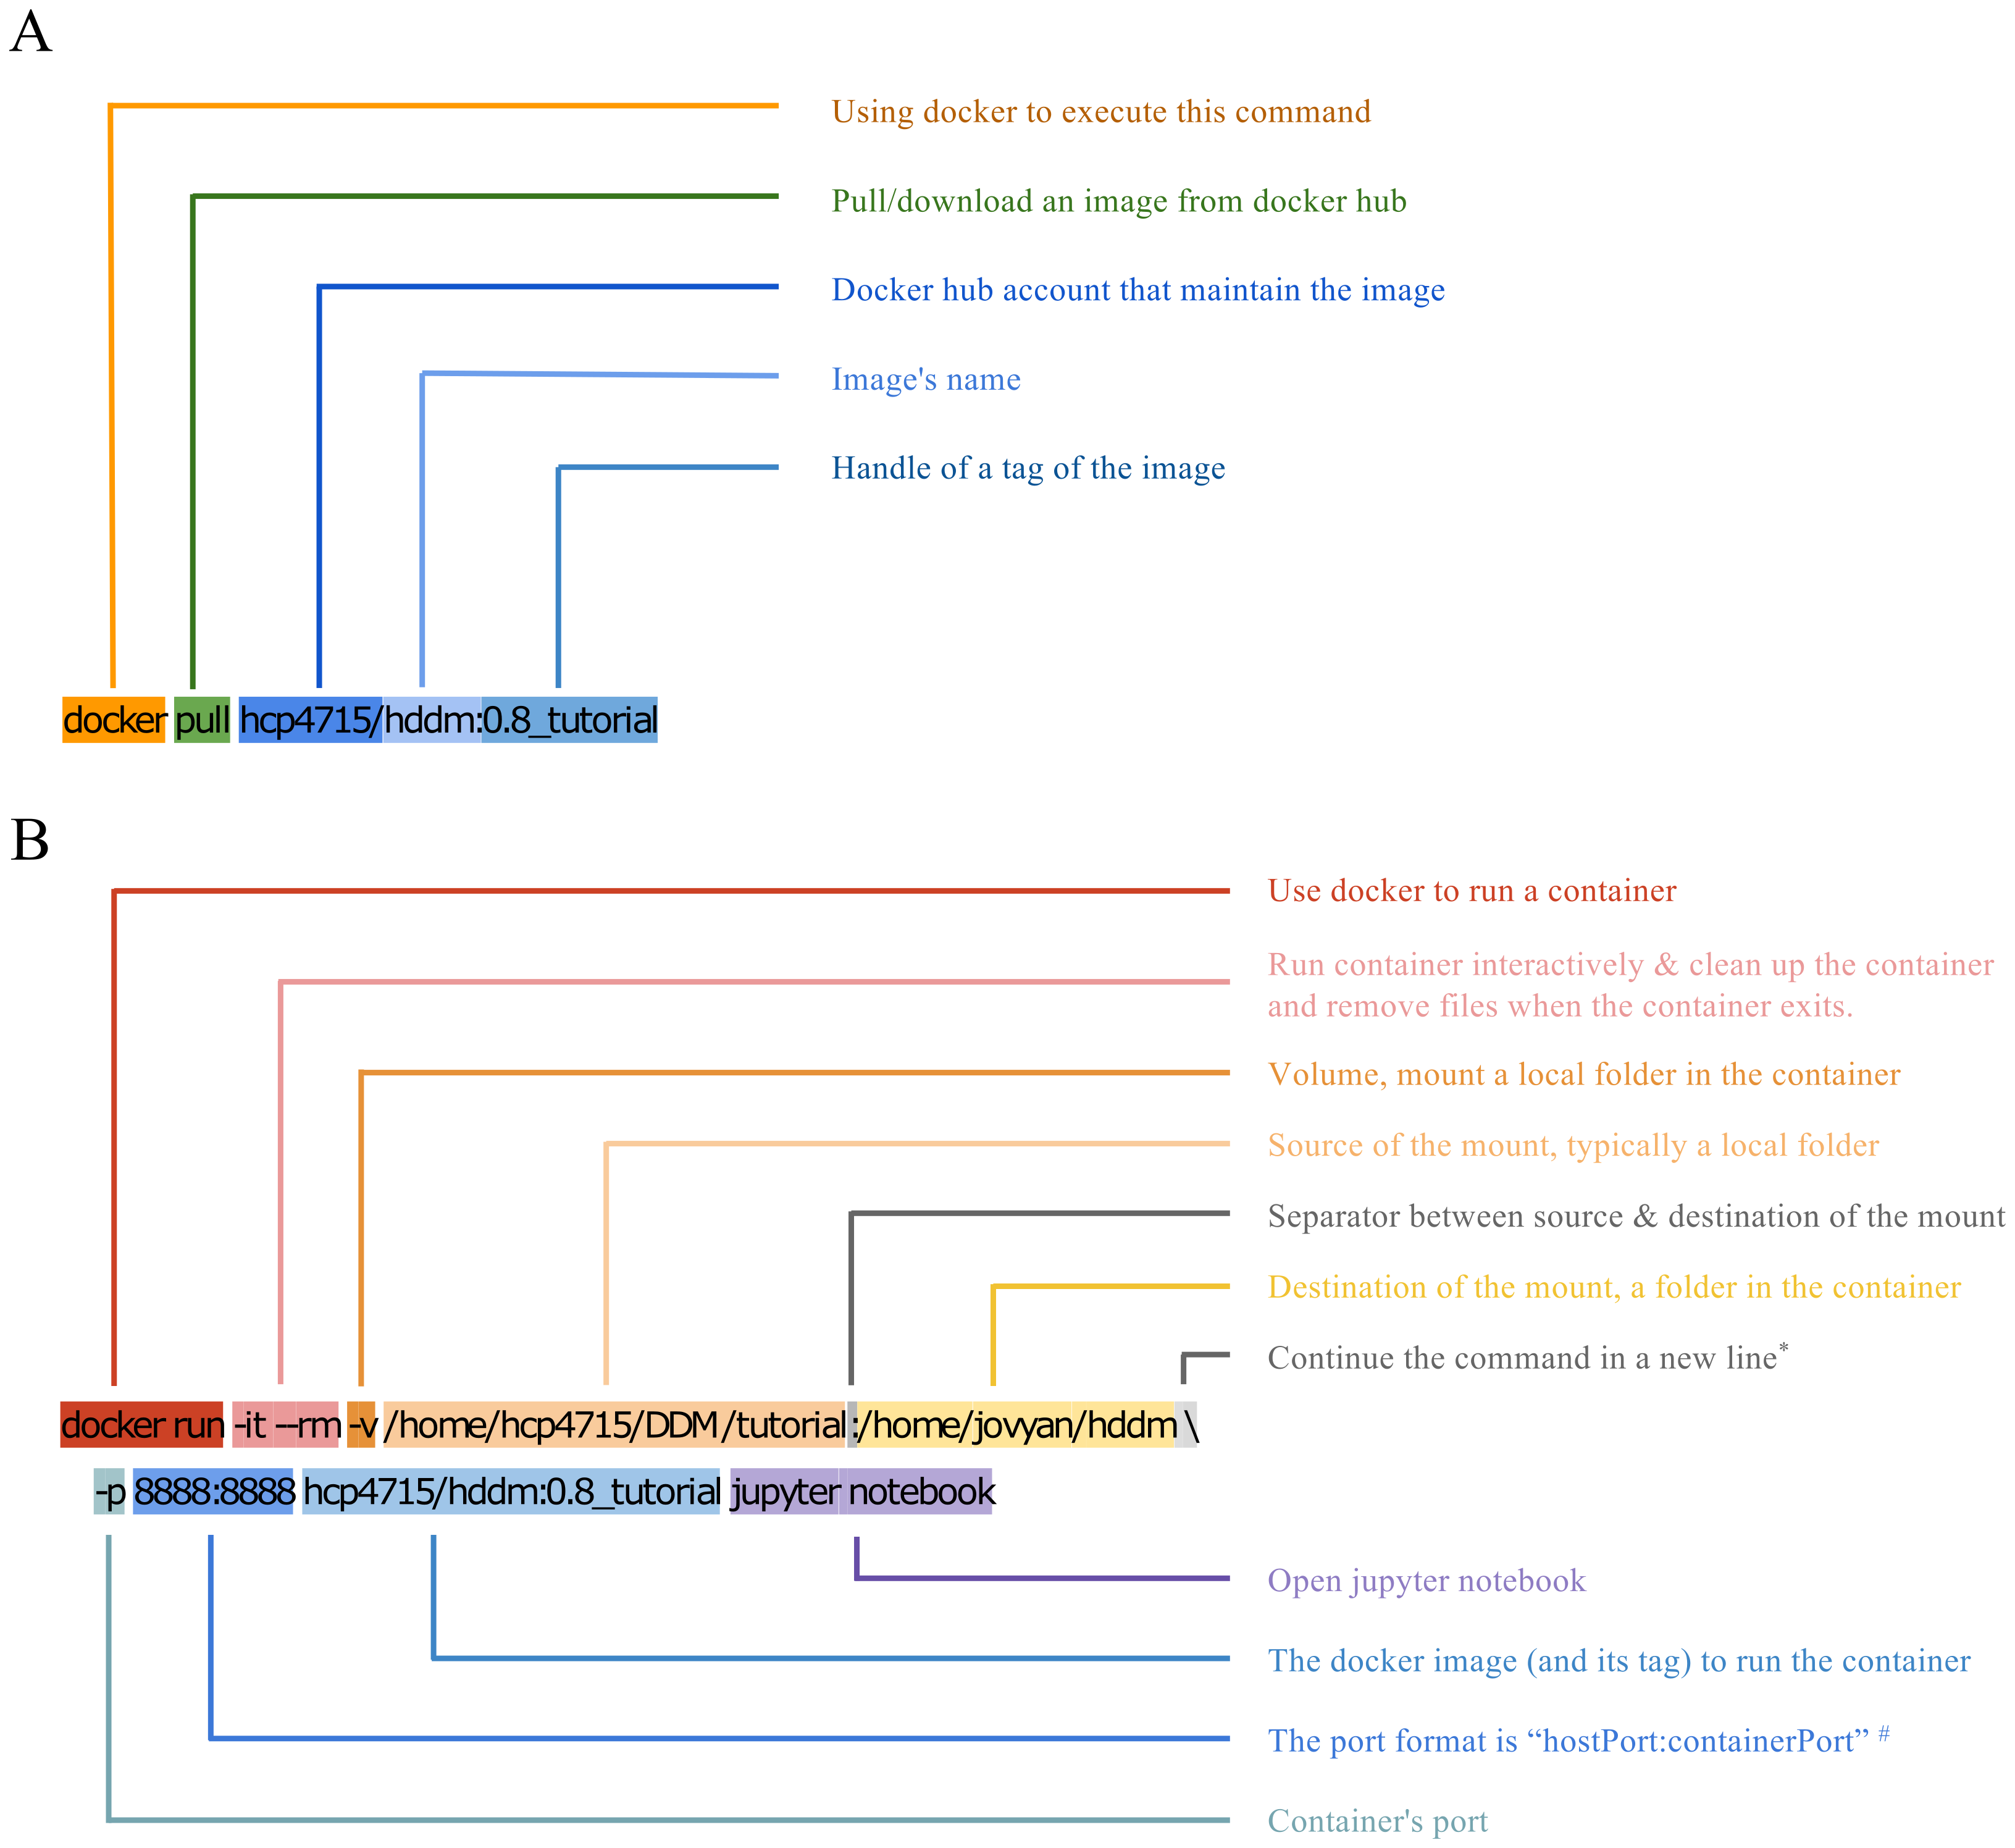 A
Using docker to execute this command
Pull/download an image from docker hub
Docker hub account that maintain the image
Image's name
Handle of a tag of the image
docker pull hcp4715/hddm:0.8_tutorial
B
Use docker to run a container
Run container interactively & clean up the container
and remove files when the container exits.
Volume, mount a local folder in the container
Source of the mount, typically a local folder
Separator between source & destination of the mount
Destination of the mount, a folder in the container
Continue the command in a new line*
docker run -it --rm -v /home/hcp4715/DDM/tutorial:/home/jovyan/hddm \
-p 8888:8888 hcp4715/hddm:0.8_tutorial jupyter notebook
Open jupyter notebook
The docker image (and its tag) to run the container
The port format is “hostPort:containerPort” #
Container's port